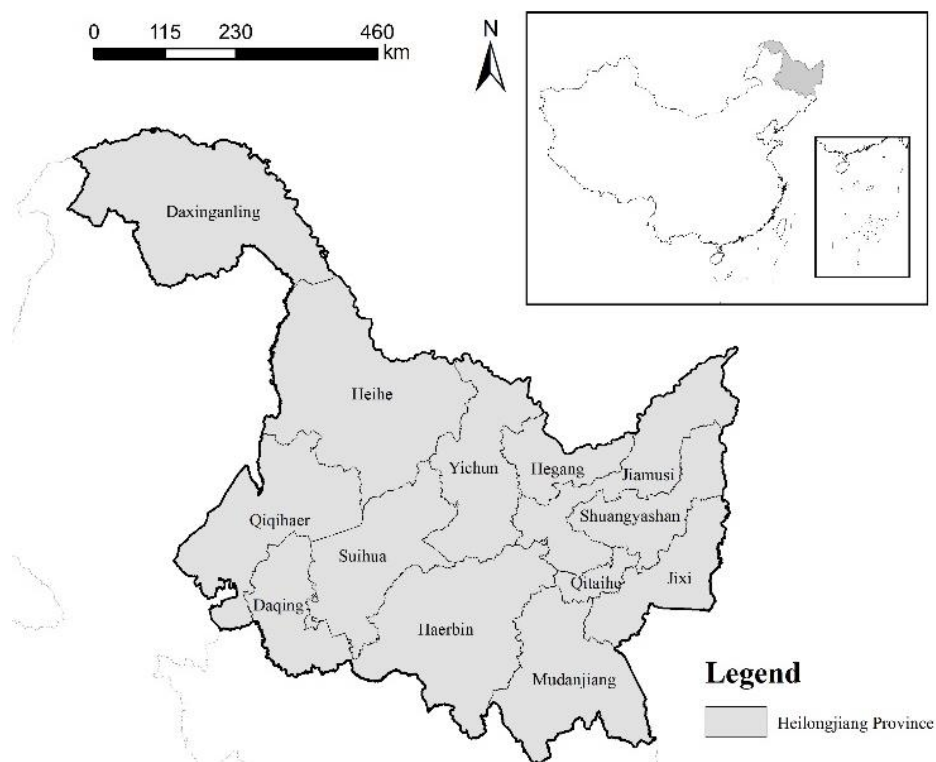 0 115 230 460
km
N
Daxinganling
Heihe
Yichun
Hegang
Jiamusi
Qiqihaer
Shuangyashan
Suihua
Qitaihe
Jixi
Daqing
Haerbin
Mudanjiang
Legend
Heilongjiang Province